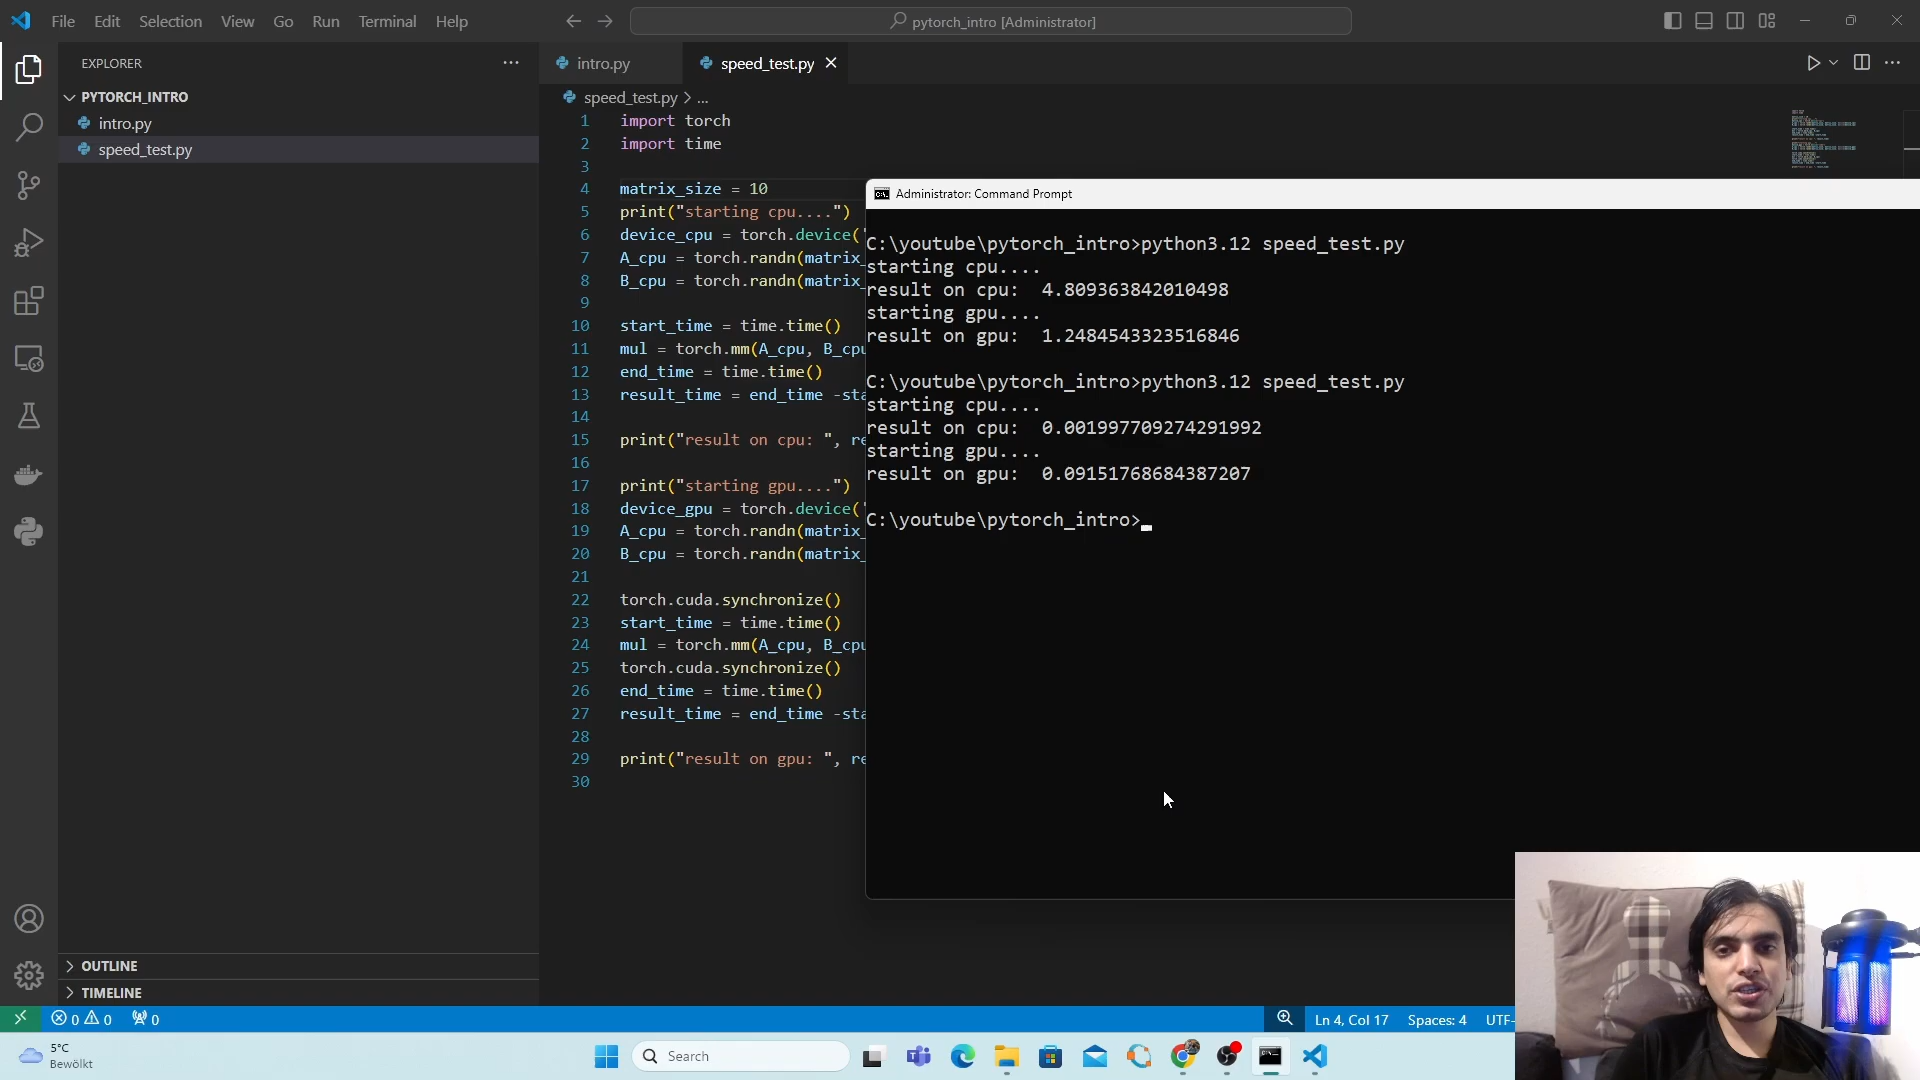 File Edit Selection View Go Run Terminal Help
pytorch_intro [Administrator]
EXPLORER
PYTORCH_INTRO
intro.py
speed_test.py
OUTLINE
TIMELINE
intro.py
speed_test.py
speed_test.py > ...
1 import torch
2 import time
3
4 matrix_size = 10
5 print("starting cpu....")
6 device_cpu = torch.device('
7 A_cpu = torch.randn(matrix_
8 B_cpu = torch.randn(matrix_
9
10 start_time = time.time()
11 mul = torch.mm(A_cpu, B_cpu
12 end_time = time.time()
13 result_time = end_time -sta
14
15 print("result on cpu: ", re
16
17 print("starting gpu....")
18 device_gpu = torch.device('
19 A_cpu = torch.randn(matrix_
20 B_cpu = torch.randn(matrix_
21
22 torch.cuda.synchronize()
23 start_time = time.time()
24 mul = torch.mm(A_cpu, B_cpu
25 torch.cuda.synchronize()
26 end_time = time.time()
27 result_time = end_time -sta
28
29 print("result on gpu: ", re
30
Administrator: Command Prompt
C:\youtube\pytorch_intro>python3.12 speed_test.py
starting cpu....
result on cpu:  4.809363842010498
starting gpu....
result on gpu:  1.2484543323516846
C:\youtube\pytorch_intro>python3.12 speed_test.py
starting cpu....
result on cpu:  0.001997709274291992
starting gpu....
result on gpu:  0.09151768684387207
C:\youtube\pytorch_intro>
0 0 0
Ln 4, Col 17 Spaces: 4 UTF-
5°C
Bewölkt
Search